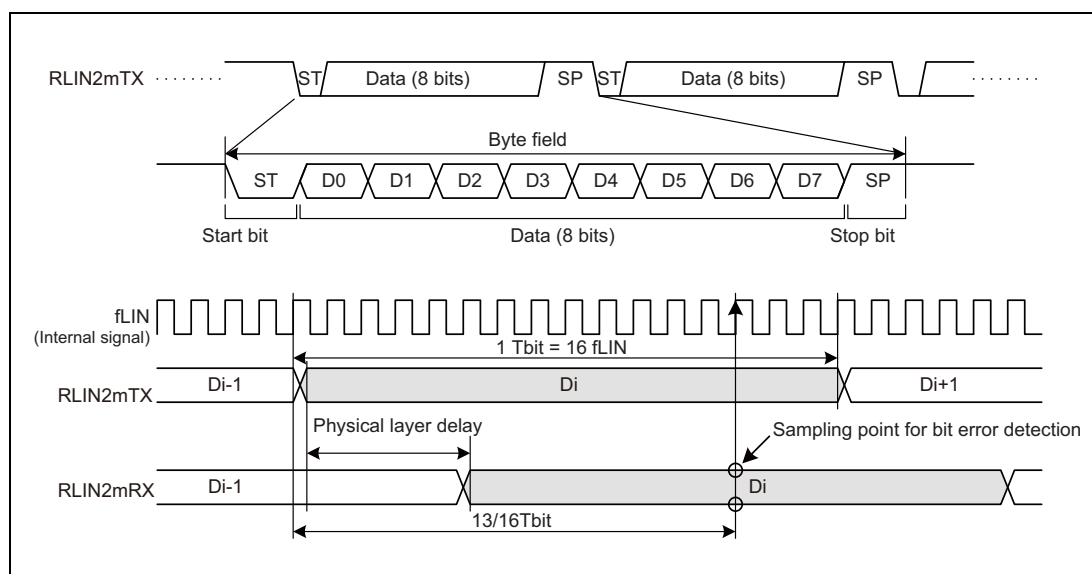 RLIN2mTX ST Data (8 bits) SP ST Data (8 bits) SP
Byte field
ST D0 D1 D2 D3 D4 D5 D6 D7 SP
Start bit Data (8 bits) Stop bit
fLIN
(Internal signal)
1 Tbit = 16 fLIN
RLIN2mTX Di-1 Di Di+1
Physical layer delay
Sampling point for bit error detection
RLIN2mRX Di-1 Di
13/16Tbit